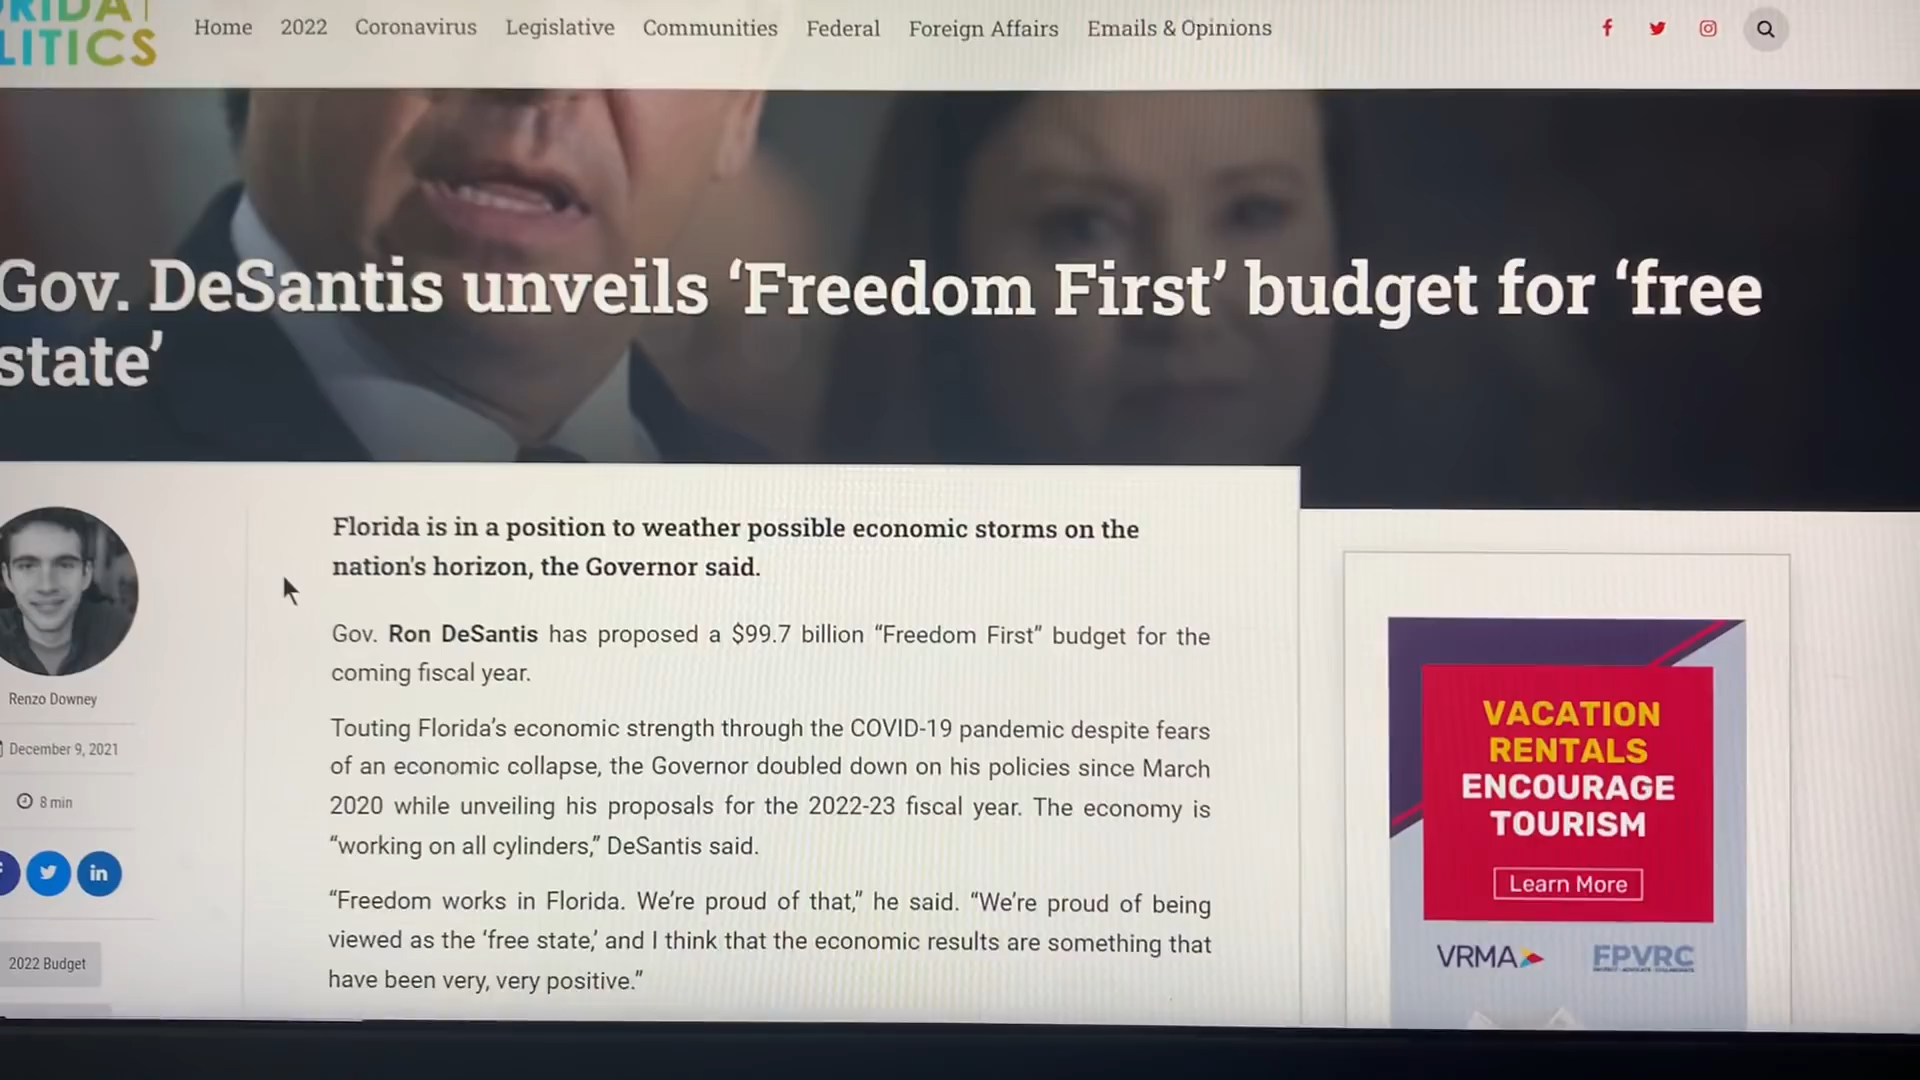 LITICS
Home 2022 Coronavirus Legislative Communities Federal Foreign Affairs Emails & Opinions
Gov. DeSantis unveils ‘Freedom First’ budget for ‘free
state’
Florida is in a position to weather possible economic storms on the
nation's horizon, the Governor said.
Gov. Ron DeSantis has proposed a $99.7 billion “Freedom First” budget for the
coming fiscal year.
Touting Florida’s economic strength through the COVID-19 pandemic despite fears
of an economic collapse, the Governor doubled down on his policies since March
2020 while unveiling his proposals for the 2022-23 fiscal year. The economy is
“working on all cylinders,” DeSantis said.
“Freedom works in Florida. We’re proud of that,” he said. “We’re proud of being
viewed as the ‘free state,’ and I think that the economic results are something that
have been very, very positive.”
Renzo Downey
December 9, 2021
8 min
in
2022 Budget
VACATION
RENTALS
ENCOURAGE
TOURISM
Learn More
VRMA FPVRC